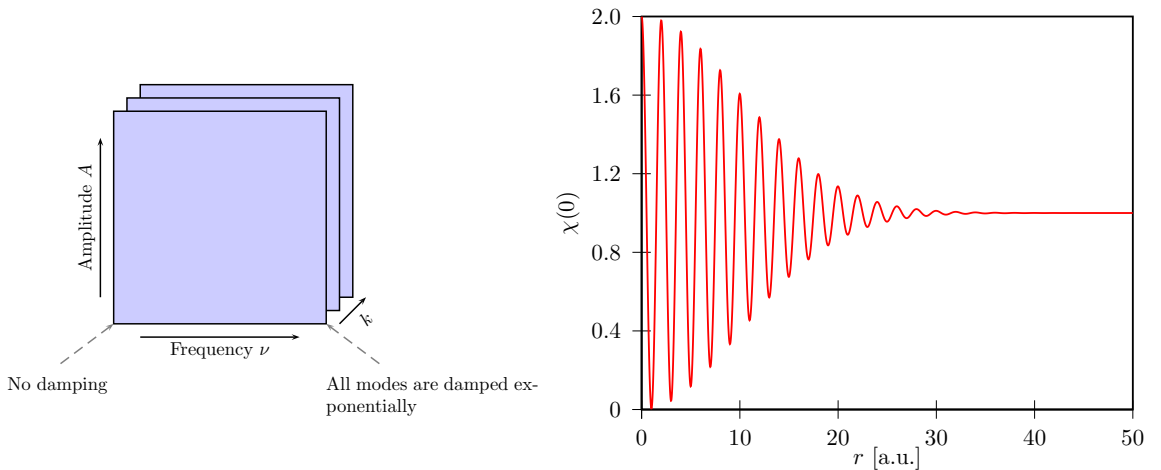 Amplitude A
Frequency ν
k
No damping
All modes are damped ex-
ponentially
χ(0)
2.0
1.6
1.2
0.8
0.4
0
0
10
20
30
40
50
r [a.u.]